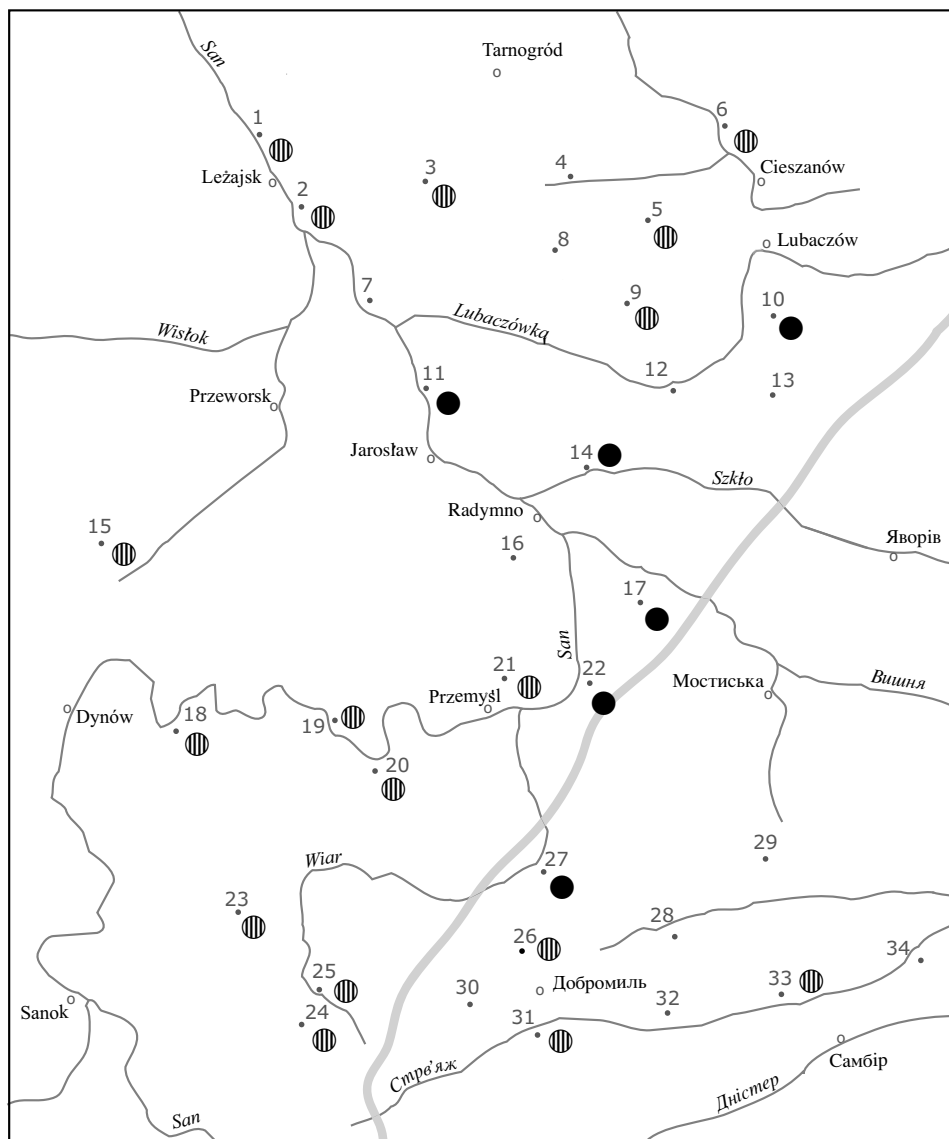 San
Tarnogród
1
6
Leżajsk
3
4
Cieszanów
2
5
8
Lubaczów
7
9
10
Wisłok
Lubaczówka
12
13
Przeworsk
11
Jarosław
14
Szkło
Radymno
15
16
Яворів
17
San
21
22
Мостиська
Вишня
Dynów
18
19
Przemyśl
20
Wiar
27
29
23
28
26
34
25
30
Добромиль
33
32
Sanok
24
31
Стрв'яж
Самбір
Дністер
San